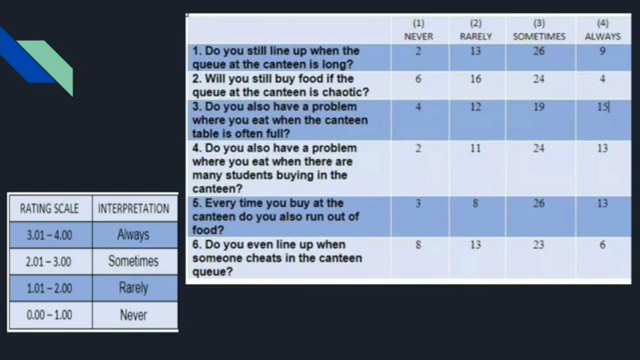 (1) (2) (3) (4)
NEVER RARELY SOMETIMES ALWAYS
1. Do you still line up when the 2 13 26 9
queue at the canteen is long?
2. Will you still buy food if the 6 16 24 4
queue at the canteen is chaotic?
3. Do you also have a problem 4 12 19 15
where you eat when the canteen
table is often full?
4. Do you also have a problem 2 11 24 13
where you eat when there are
many students buying in the
canteen?
5. Every time you buy at the 3 8 26 13
canteen do you also run out of
food?
6. Do you even line up when 8 13 23 6
someone cheats in the canteen
queue?
RATING SCALE INTERPRETATION
3.01 – 4.00 Always
2.01 – 3.00 Sometimes
1.01 – 2.00 Rarely
0.00 – 1.00 Never